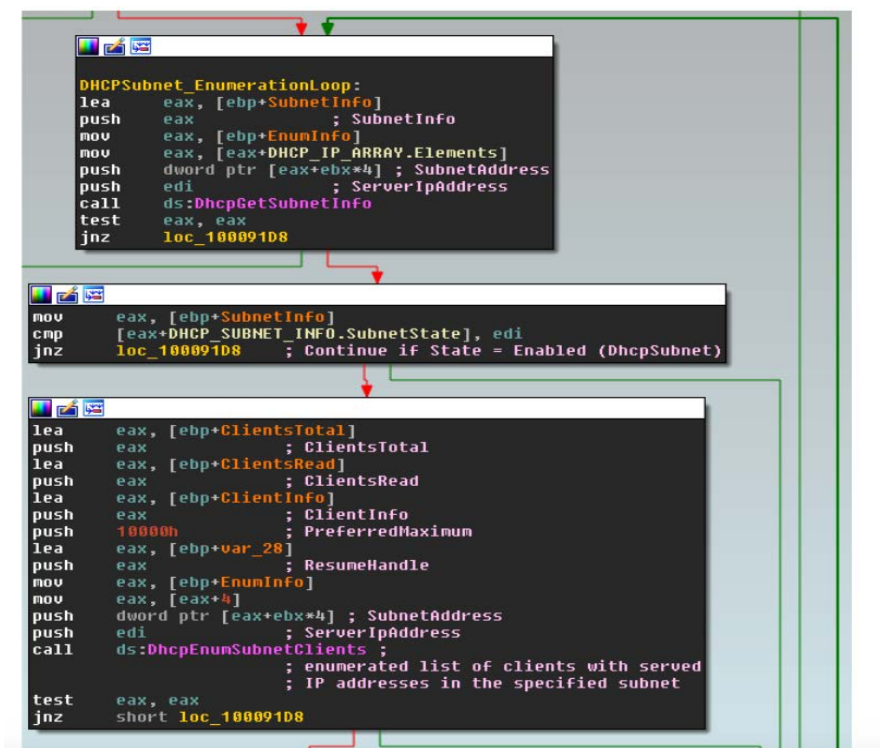 DHCPSubnet_EnumerationLoop:
lea eax, [ebp+SubnetInfo]
push eax ; SubnetInfo
mov eax, [ebp+EnumInfo]
mov eax, [eax+DHCP_IP_ARRAY.Elements]
push dword ptr [eax+ebx*4] ; SubnetAddress
push edi ; ServerIpAddress
call ds:DhcpGetSubnetInfo
test eax, eax
jnz loc_100091D8
mov eax, [ebp+SubnetInfo]
cmp [eax+DHCP_SUBNET_INFO.SubnetState], edi
jnz loc_100091D8 ; Continue if State = Enabled (DhcpSubnet)
lea eax, [ebp+ClientsTotal]
push eax ; ClientsTotal
lea eax, [ebp+ClientsRead]
push eax ; ClientsRead
lea eax, [ebp+ClientInfo]
push eax ; ClientInfo
push 10000h ; PreferredMaximum
lea eax, [ebp+var_28]
push eax ; ResumeHandle
mov eax, [ebp+EnumInfo]
mov eax, [eax+4]
push dword ptr [eax+ebx*4] ; SubnetAddress
push edi ; ServerIpAddress
call ds:DhcpEnumSubnetClients ;
; enumerated list of clients with served
; IP addresses in the specified subnet
test eax, eax
jnz short loc_100091D8